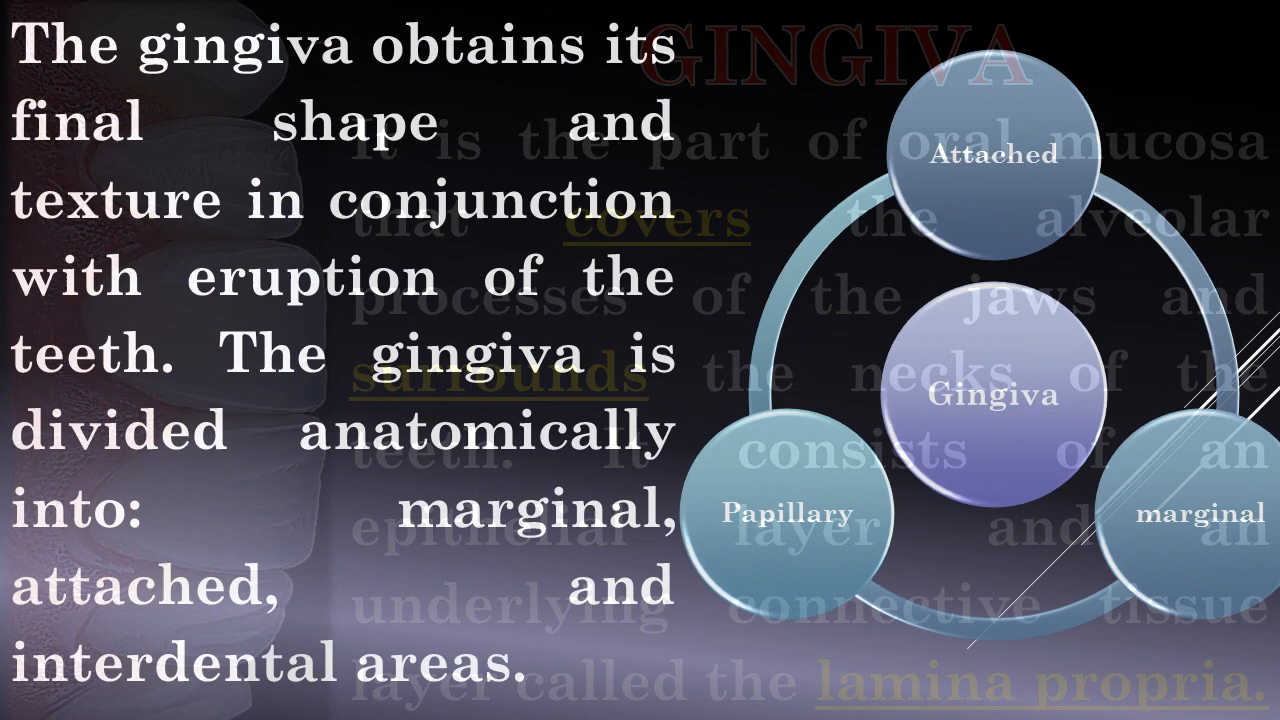 The gingiva obtains its
final shape and
texture in conjunction
with eruption of the
teeth. The gingiva is
divided anatomically
into: marginal,
attached, and
interdental areas.
Attached
Gingiva
Papillary
marginal
GINGIVA
It is the part of oral mucosa
that covers the alveolar
processes of the jaws and
surrounds the necks of the
teeth. It consists of an
epithelial layer and an
underlying connective tissue
layer called the lamina propria.